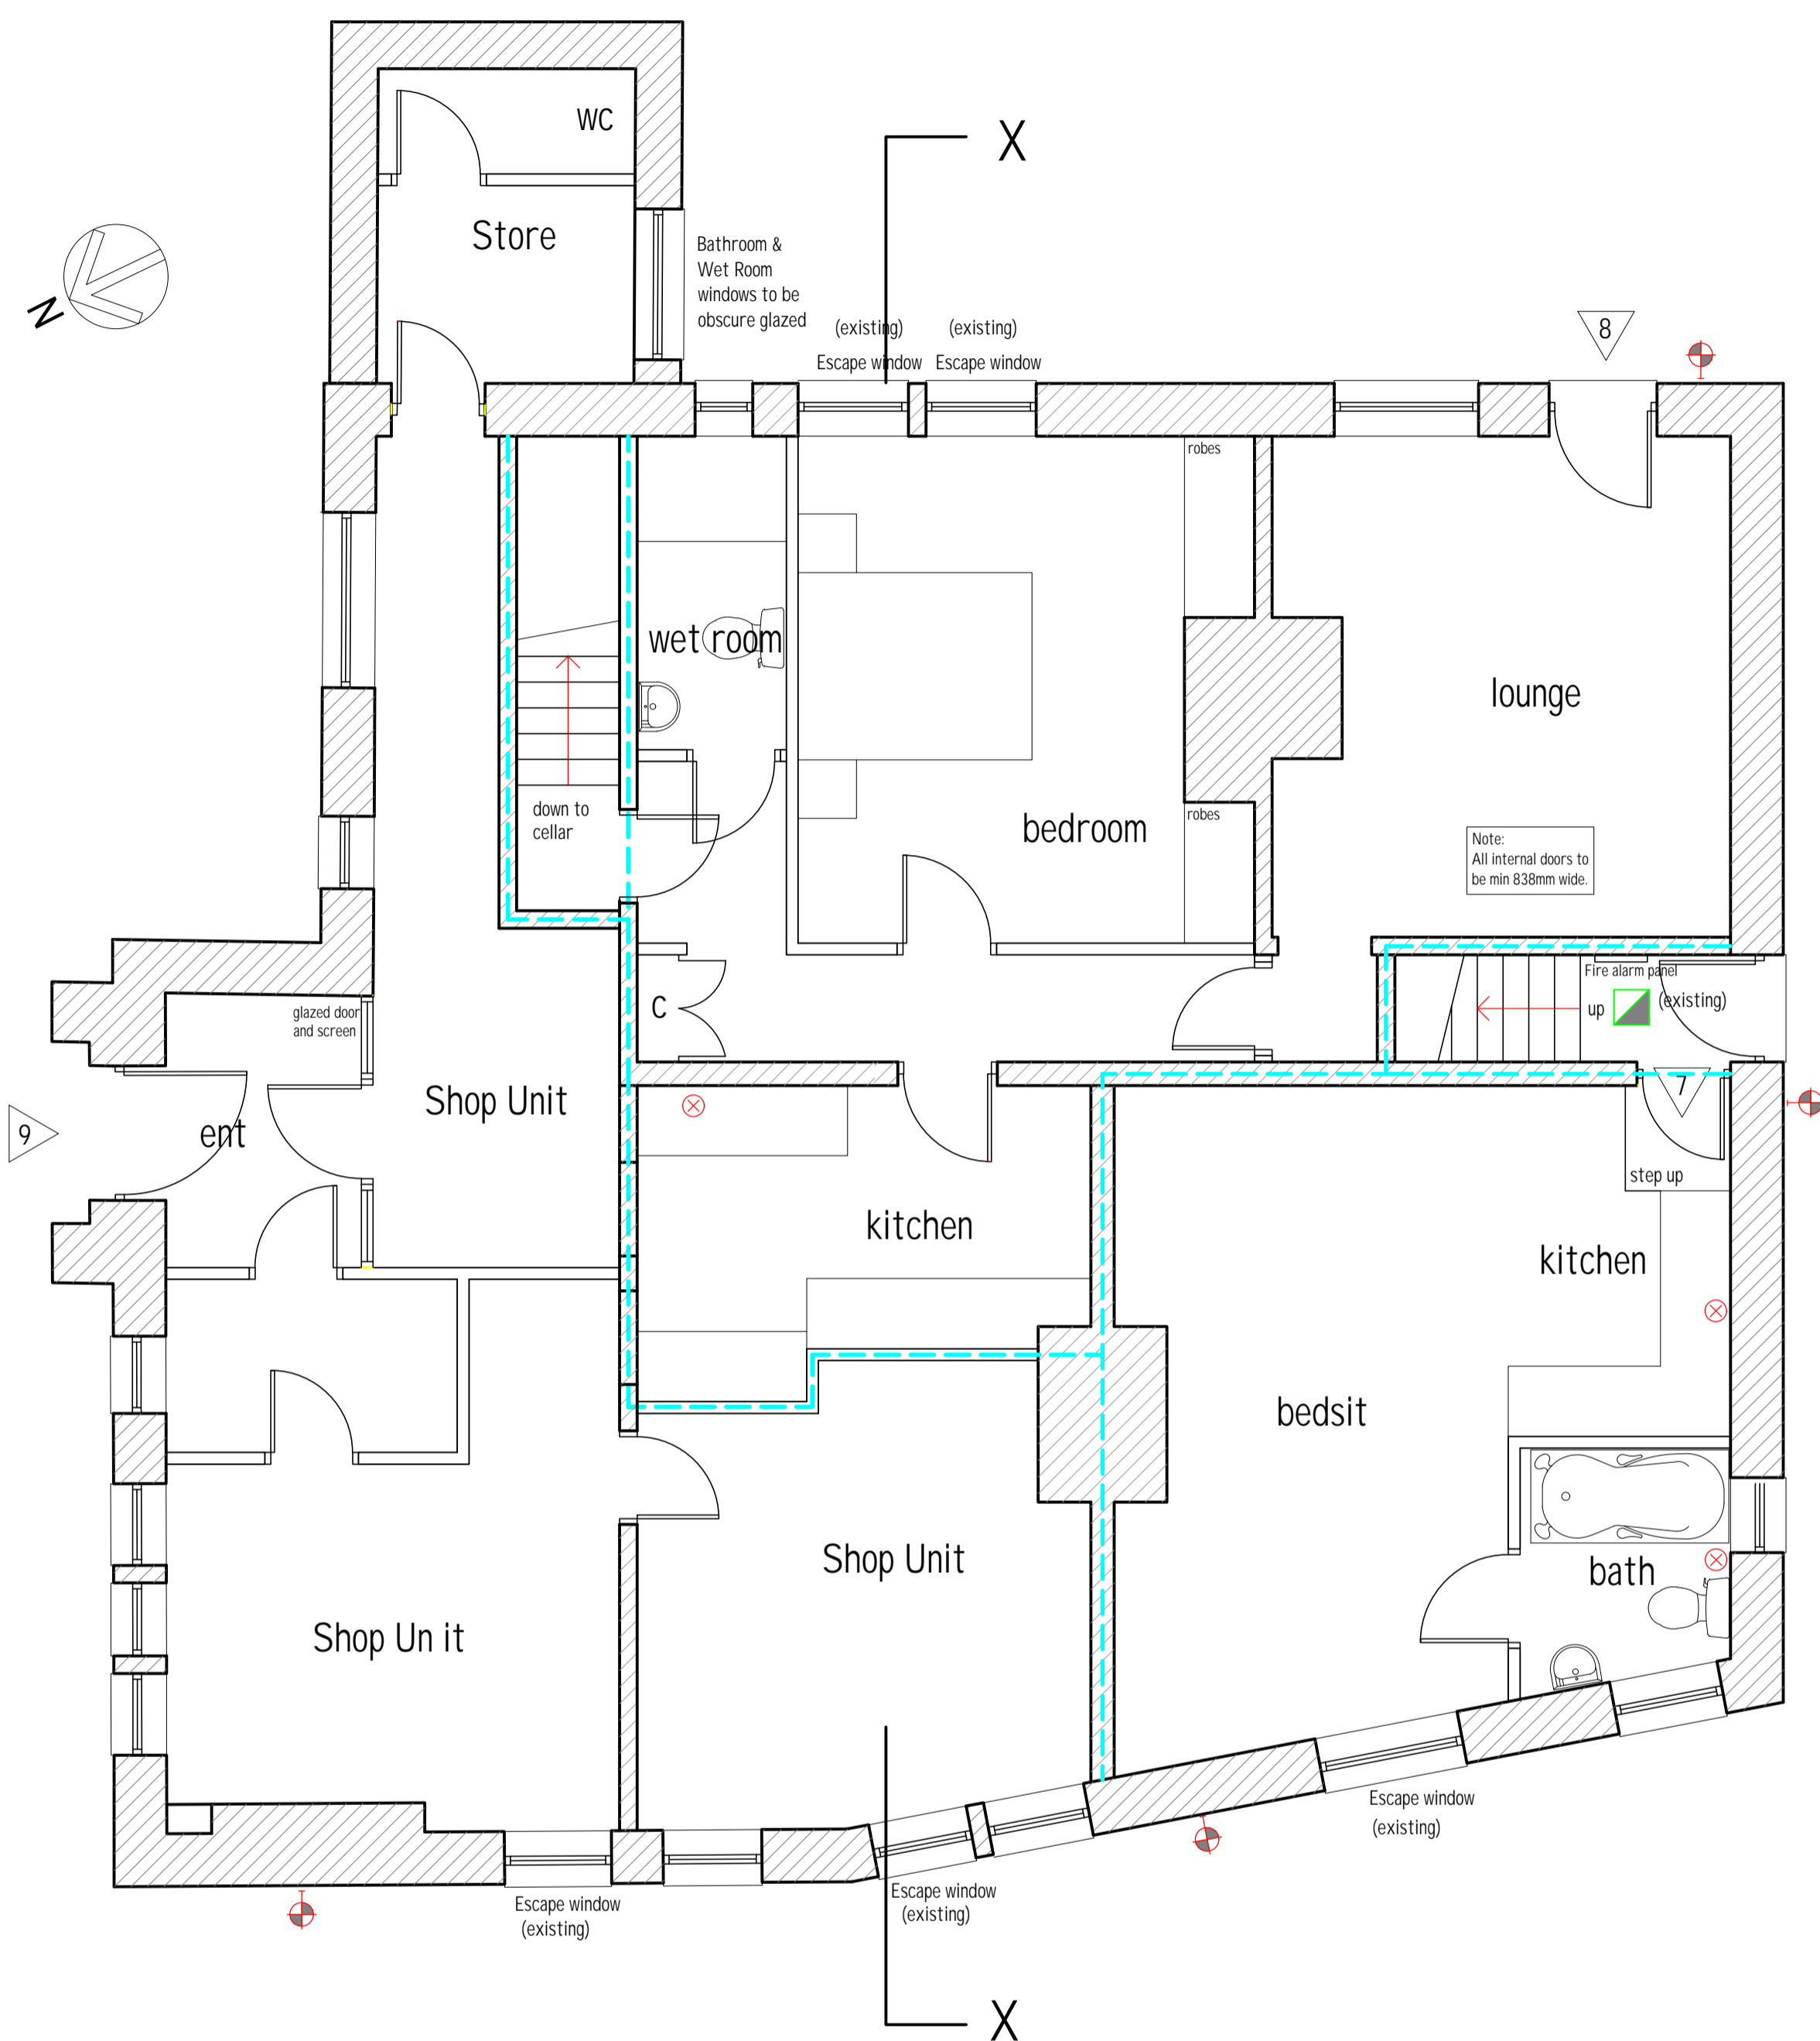 WC
X
Store
N
Bathroom &
Wet Room
windows to be
obscure glazed
(existing)
(existing)
Escape window
Escape window
8
robes
wet room
lounge
down to
cellar
bedroom
robes
Note:
All internal doors to
be min 838mm wide.
Fire alarm panel
(existing)
up
glazed door
and screen
C
Shop Unit
7
9
ent
step up
kitchen
kitchen
bedsit
Shop Unit
bath
Shop Un it
Escape window
(existing)
Escape window
(existing)
Escape window
(existing)
X